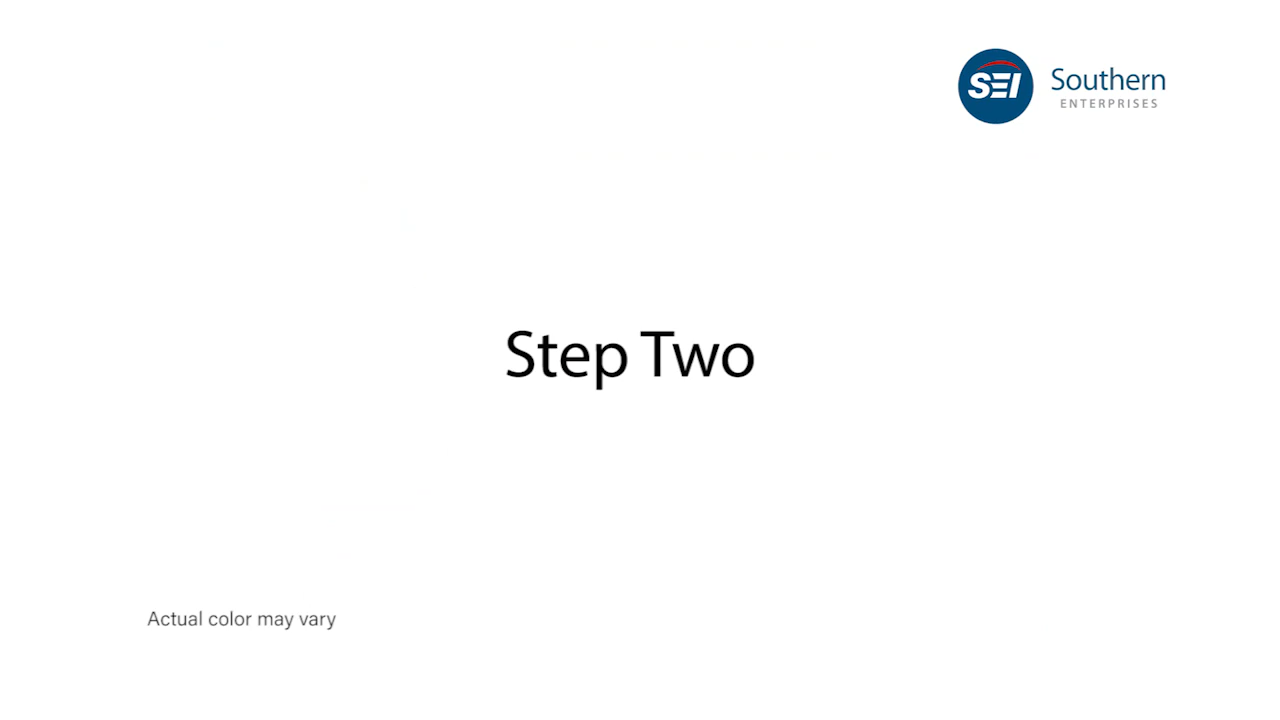 SEI
Southern
ENTERPRISES
Step Two
Actual color may vary